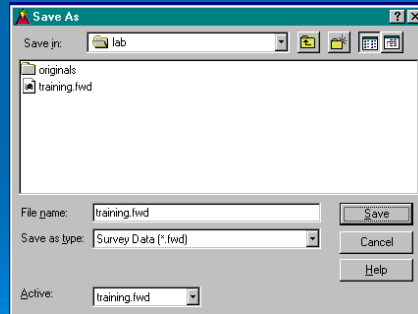 Save As
Save in: lab
originals
training.fwd
File name: training.fwd Save
Save as type: Survey Data (*.fwd) Cancel
Help
Active: training.fwd